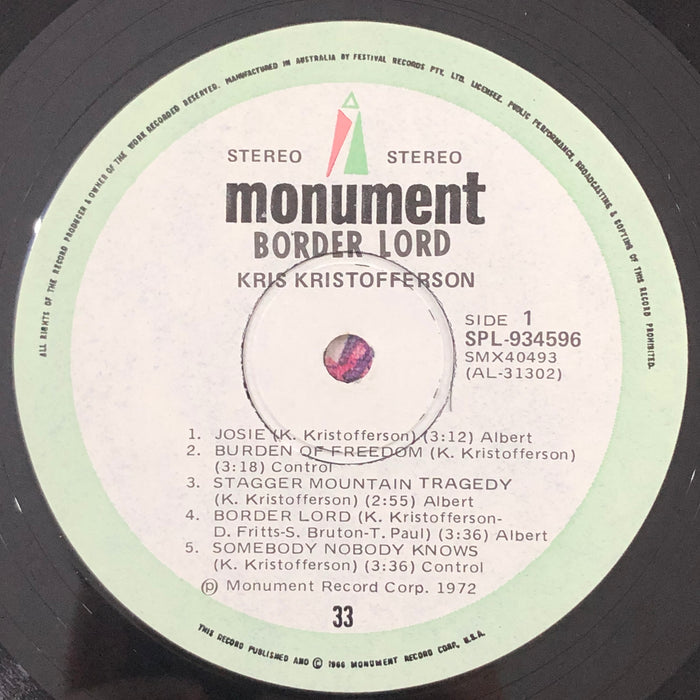 ALL RIGHTS OF THE RECORD PRODUCER & OWNER OF THE WORK RECORDED RESERVED. MANUFACTURED IN AUSTRALIA BY FESTIVAL RECORDS PTY. LTD. LICENSEE. PUBLIC PERFORMANCE, BROADCASTING & COPYING OF THIS RECORD PROHIBITED.
STEREO STEREO
monument
BORDER LORD
KRIS KRISTOFFERSON
SIDE 1
SPL-934596
SMX40493
(AL-31302)
1. JOSIE (K. Kristofferson) (3:12) Albert
2. BURDEN OF FREEDOM (K. Kristofferson)
(3:18) Control
3. STAGGER MOUNTAIN TRAGEDY
(K. Kristofferson) (2:55) Albert
4. BORDER LORD (K. Kristofferson-
D. Fritts-S. Bruton-T. Paul) (3:36) Albert
5. SOMEBODY NOBODY KNOWS
(K. Kristofferson) (3:36) Control
℗ Monument Record Corp. 1972
33
THIS RECORD PUBLISHED AND © 1966 MONUMENT RECORD CORP., U.S.A.